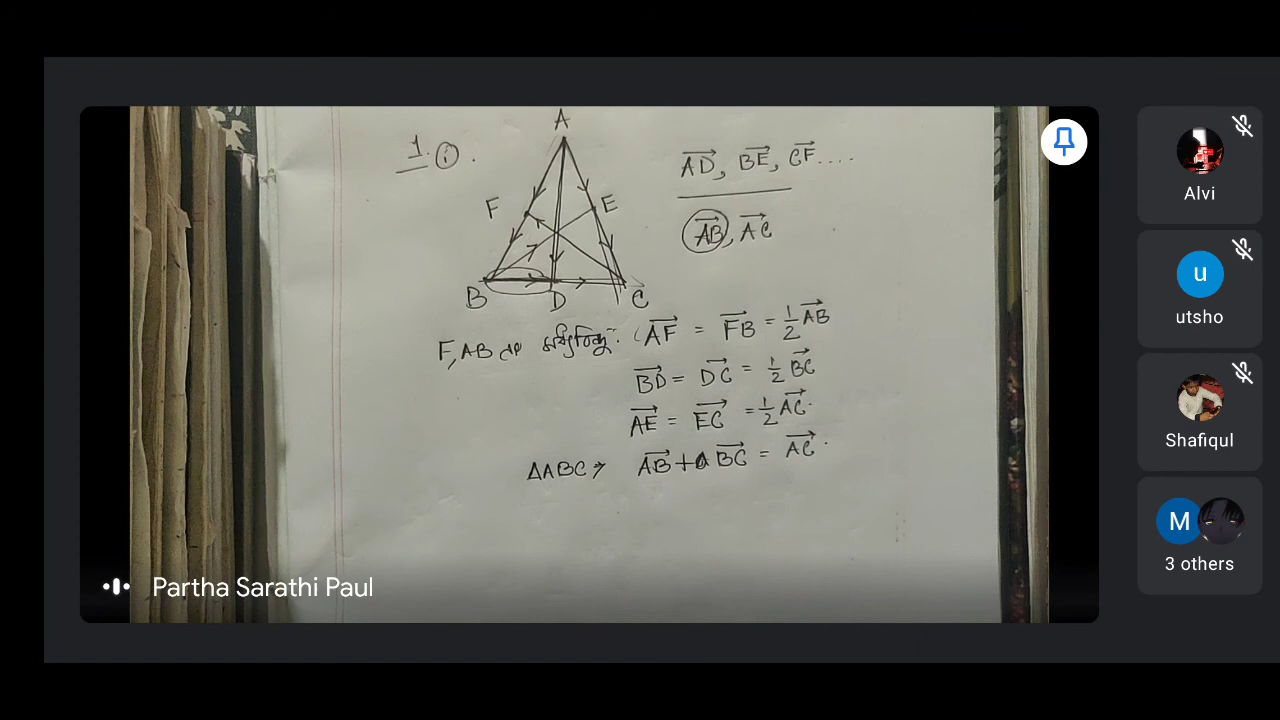 1. (i).
A
F
E
B
D
C
AD, BE, CF....
AB, AC
F, AB এর মধ্যবিন্দু: AF = FB = 1/2 AB
BD = DC = 1/2 BC
AE = EC = 1/2 AC.
ΔABC ⇒ AB + BC = AC.
Partha Sarathi Paul
Alvi
u
utsho
Shafiqul
M
3 others